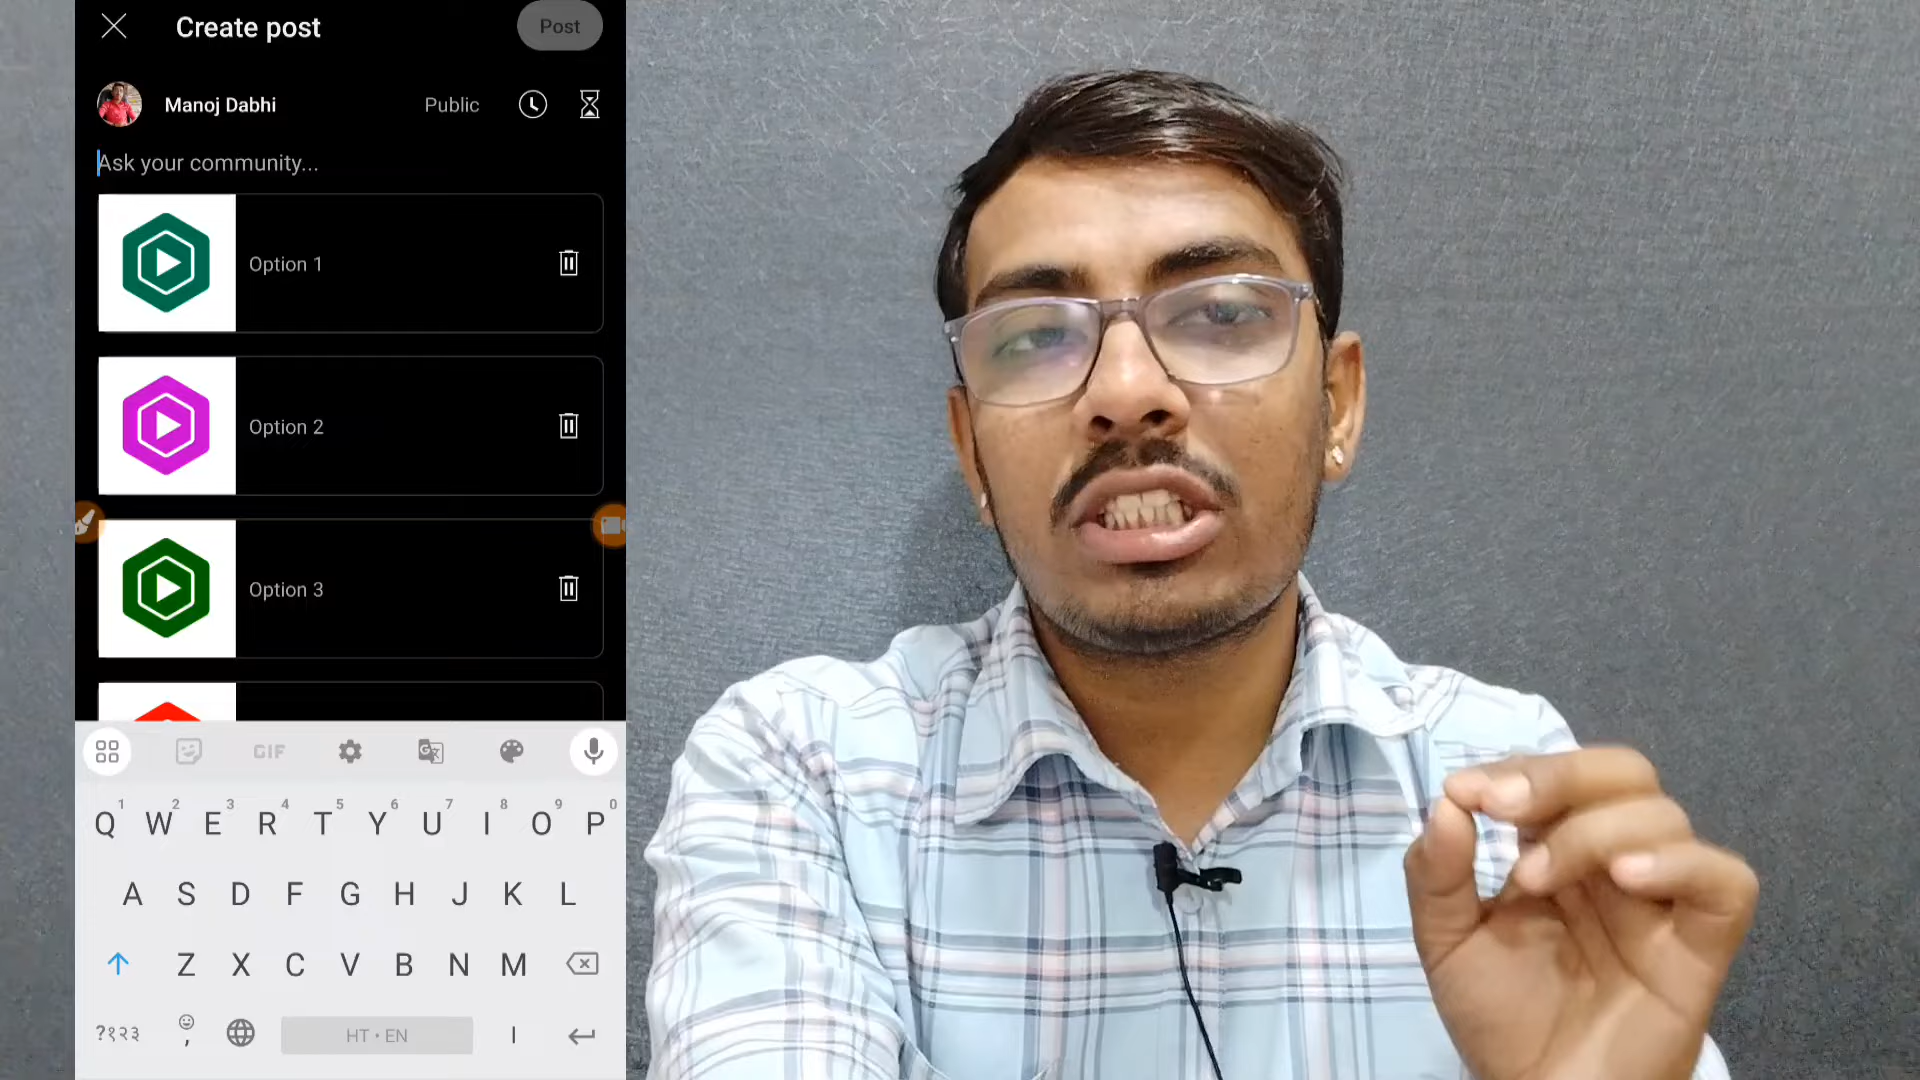 Create post
Post
Manoj Dabhi
Public
Ask your community...
Option 1
Option 2
Option 3
GIF
1 2 3 4 5 6 7 8 9 0
Q W E R T Y U I O P
A S D F G H J K L
Z X C V B N M
?१२३ , HT • EN |